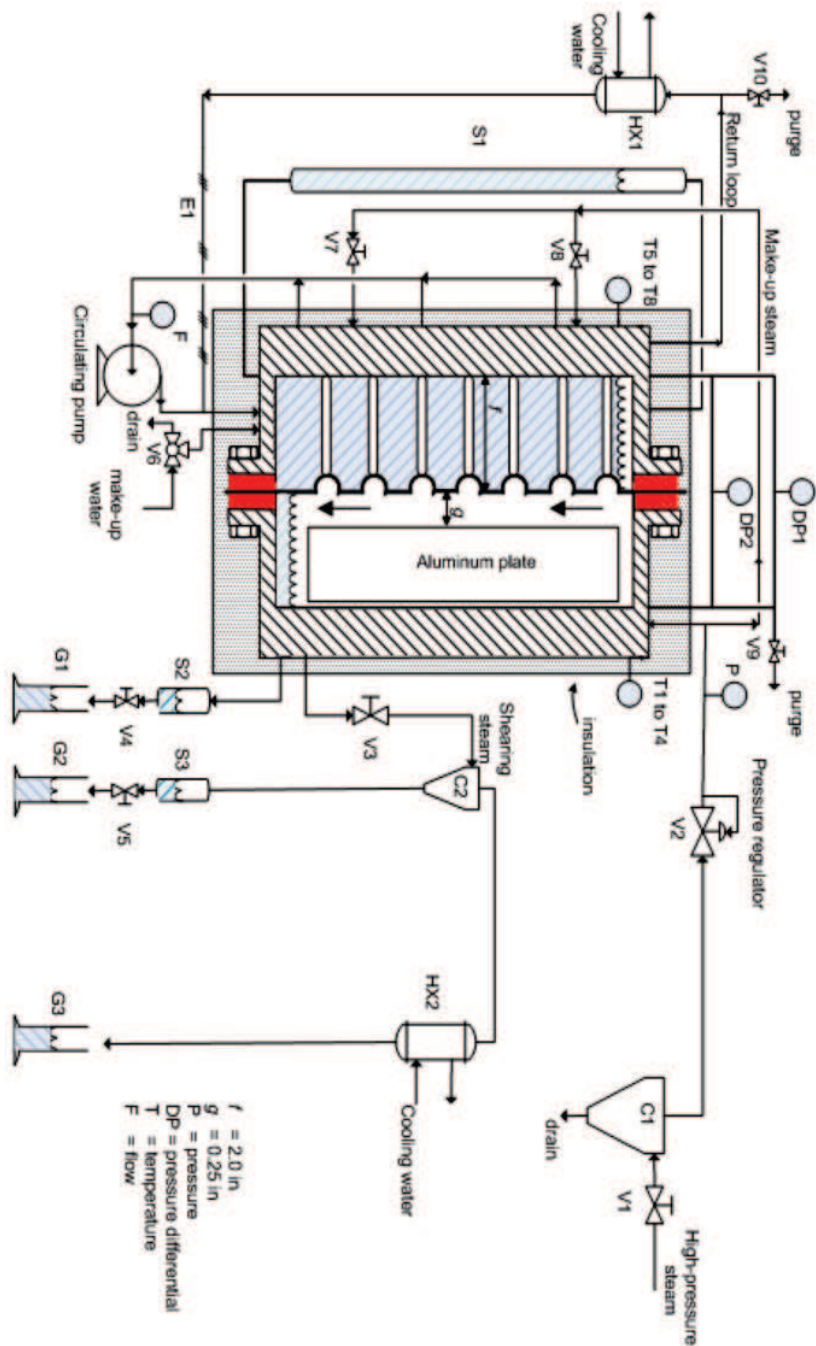 V10
purge
Cooling
water
HX1
Return loop
S1
Make-up steam
E1
V7
V8
T5 to T8
F
Circulating pump
drain
V6
make-up
water
f
g
DP2
DP1
Aluminum plate
V9
purge
P
T1 to T4
insulation
Pressure regulator
V2
G1
S2
V4
V3
Shearing
steam
G2
S3
V5
C2
G3
HX2
Cooling water
C1
drain
V1
High-pressure
steam
f = 2.0 in
g = 0.25 in
P = pressure
DP = pressure differential
T = temperature
F = flow